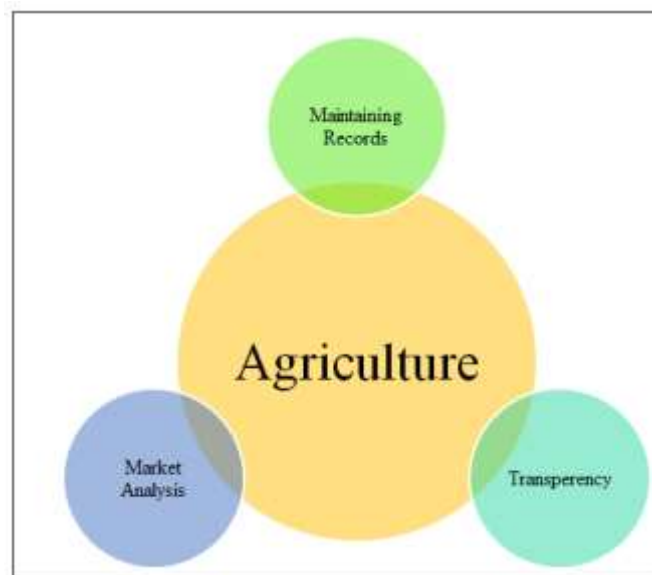 Maintaining
Records
Agriculture
Market
Analysis
Transperency